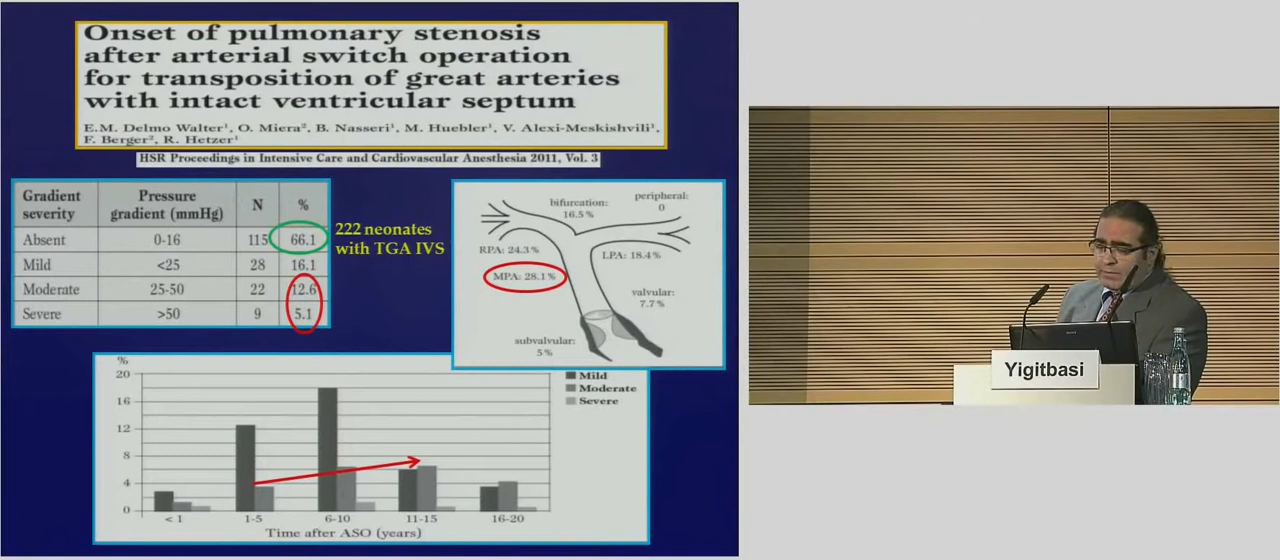 Onset of pulmonary stenosis
after arterial switch operation
for transposition of great arteries
with intact ventricular septum
E.M. Delmo Walter¹, O. Miera², B. Nasseri¹, M. Huebler¹, V. Alexi-Meskishvili¹,
F. Berger², R. Hetzer¹
HSR Proceedings in Intensive Care and Cardiovascular Anesthesia 2011, Vol. 3
Gradient severity Pressure gradient (mmHg) N %
Absent 0-16 115 66.1
Mild <25 28 16.1
Moderate 25-50 22 12.6
Severe >50 9 5.1
222 neonates
with TGA IVS
bifurcation:
16.5 %
peripheral:
0
RPA: 24.3 %
LPA: 18.4 %
MPA: 28.1 %
valvular:
7.7 %
subvalvular:
5 %
%
20
16
12
8
4
0
< 1 1-5 6-10 11-15 16-20
Time after ASO (years)
Mild
Moderate
Severe
Yigitbasi